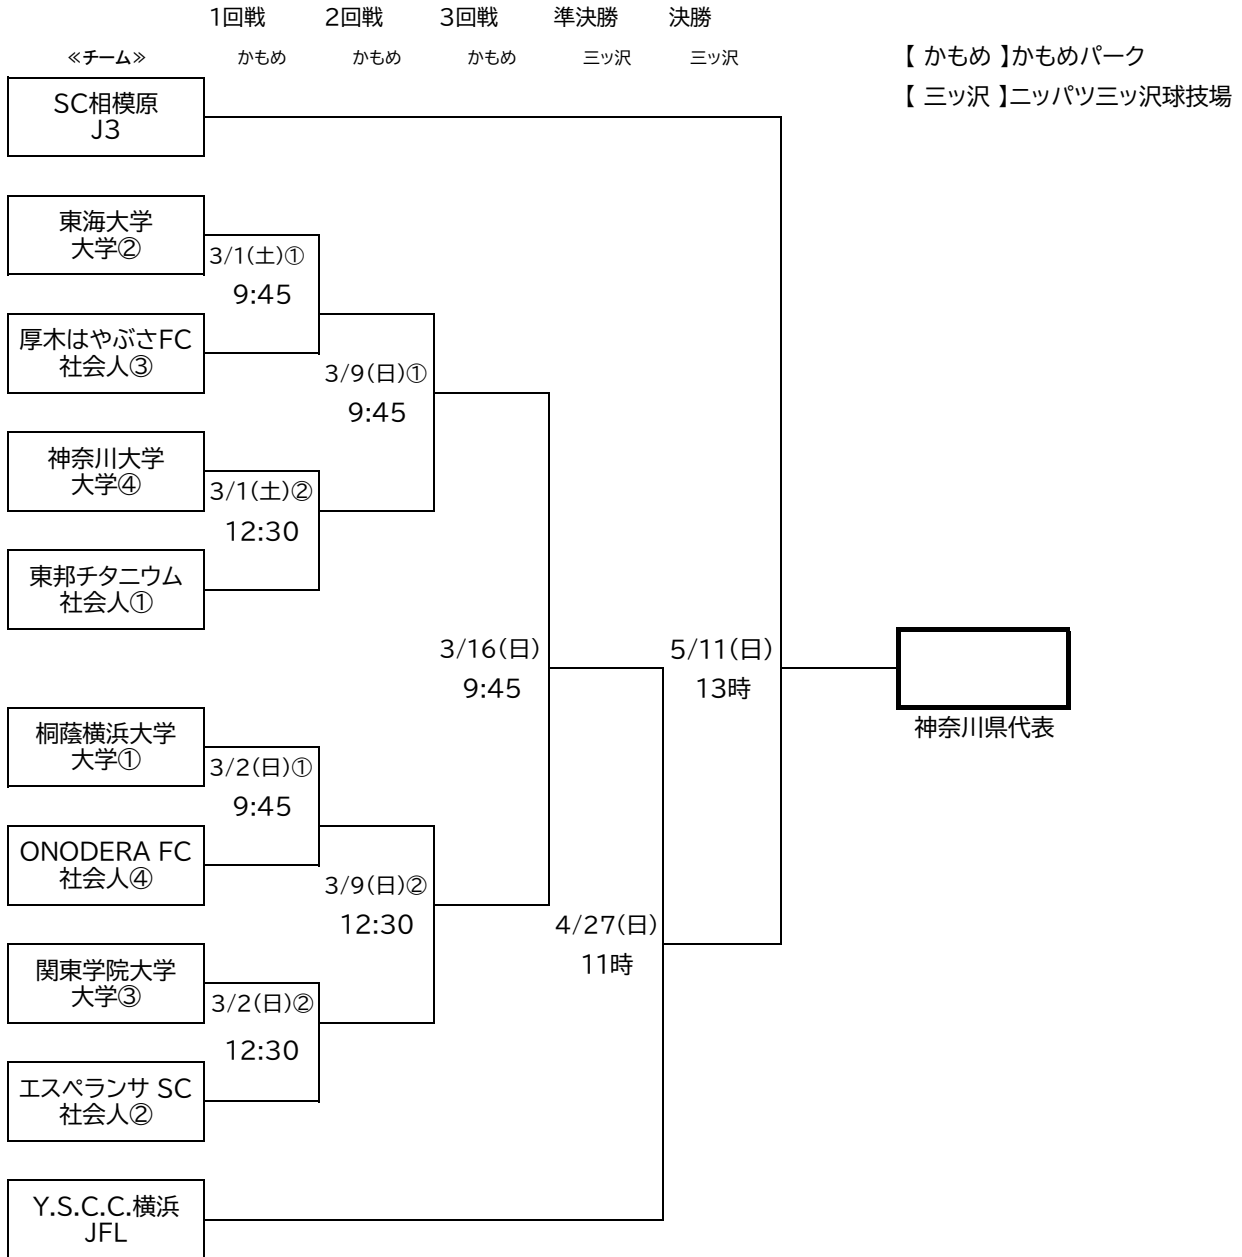 1回戦 2回戦 3回戦 準決勝 決勝
≪チーム≫ かもめ かもめ かもめ 三ッ沢 三ッ沢
【 かもめ 】かもめパーク
【 三ッ沢 】ニッパツ三ッ沢球技場
SC相模原
J3
東海大学
大学②
3/1(土)①
9:45
厚木はやぶさFC
社会人③
3/9(日)①
9:45
神奈川大学
大学④
3/1(土)②
12:30
東邦チタニウム
社会人①
3/16(日)
9:45
5/11(日)
13時
神奈川県代表
桐蔭横浜大学
大学①
3/2(日)①
9:45
ONODERA FC
社会人④
3/9(日)②
12:30
4/27(日)
11時
関東学院大学
大学③
3/2(日)②
12:30
エスペランサ SC
社会人②
Y.S.C.C.横浜
JFL